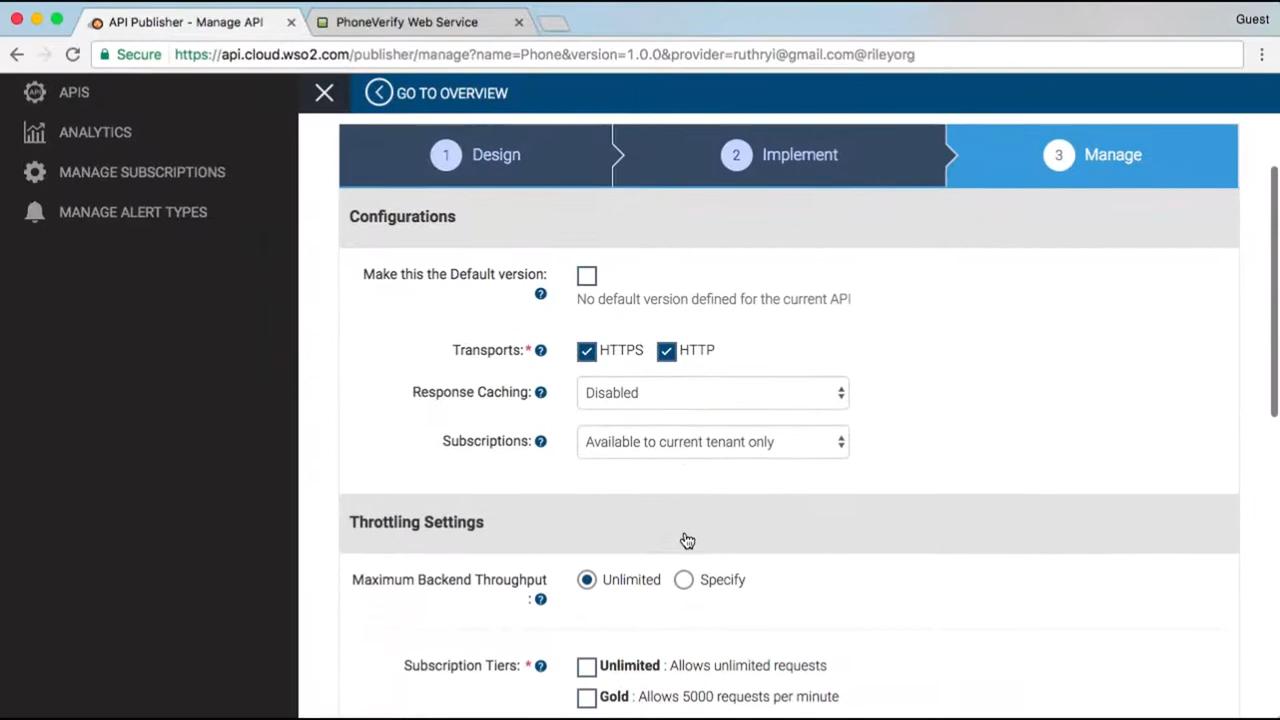 API Publisher - Manage API
PhoneVerify Web Service
Guest
Secure https://api.cloud.wso2.com/publisher/manage?name=Phone&version=1.0.0&provider=ruthryi@gmail.com@rileyorg
APIS
ANALYTICS
MANAGE SUBSCRIPTIONS
MANAGE ALERT TYPES
GO TO OVERVIEW
1 Design
2 Implement
3 Manage
Configurations
Make this the Default version:
No default version defined for the current API
Transports:* HTTPS HTTP
Response Caching: Disabled
Subscriptions: Available to current tenant only
Throttling Settings
Maximum Backend Throughput : Unlimited Specify
Subscription Tiers: * Unlimited : Allows unlimited requests
Gold : Allows 5000 requests per minute